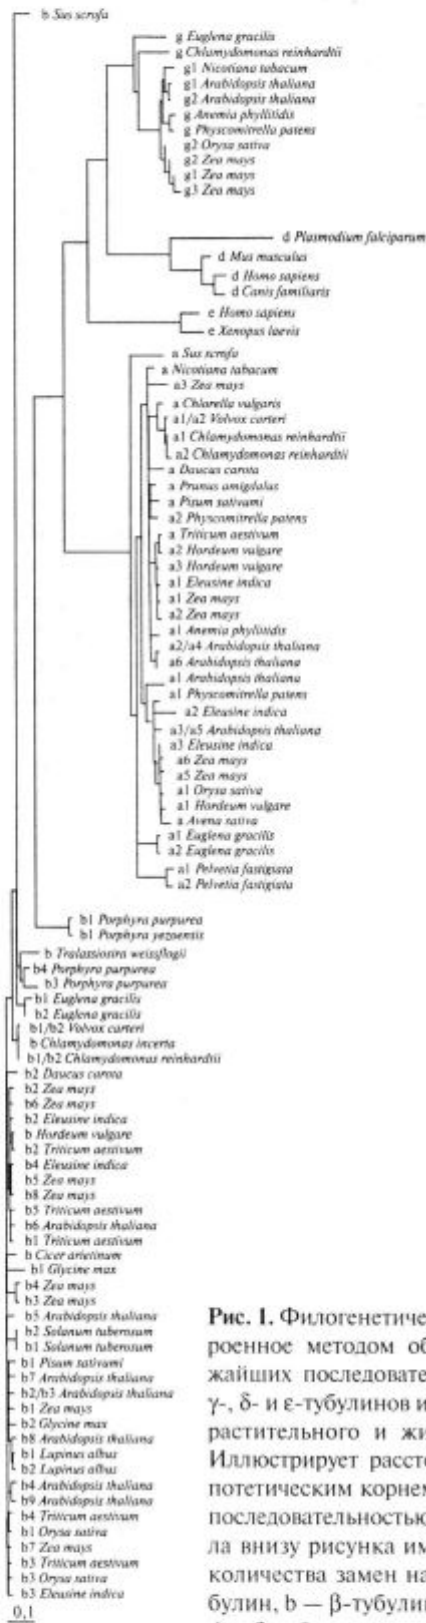 b Sus scrofa
g Euglena gracilis
g Chlamydomonas reinhardtii
g1 Nicotiana tabacum
g1 Arabidopsis thaliana
g2 Arabidopsis thaliana
g Anemia phyllitidis
g Physcomitrella patens
g2 Orysa sativa
g2 Zea mays
g1 Zea mays
g3 Zea mays
d Plasmodium falciparum
d Mus musculus
d Homo sapiens
d Canis familiaris
e Homo sapiens
e Xenopus laevis
a Sus scrofa
a Nicotiana tabacum
a3 Zea mays
a Chlorella vulgaris
a1/a2 Volvox carteri
a1 Chlamydomonas reinhardtii
a2 Chlamydomonas reinhardtii
a Daucus carota
a Prunus amigdalus
a Pisum sativami
a2 Physcomitrella patens
a Triticum aestivum
a2 Hordeum vulgare
a3 Hordeum vulgare
a1 Eleusine indica
a1 Zea mays
a2 Zea mays
a1 Anemia phyllitidis
a2/a4 Arabidopsis thaliana
a6 Arabidopsis thaliana
a1 Arabidopsis thaliana
a1 Physcomitrella patens
a2 Eleusine indica
a3/a5 Arabidopsis thaliana
a3 Eleusine indica
a6 Zea mays
a5 Zea mays
a1 Orysa sativa
a1 Hordeum vulgare
a Avena sativa
a1 Euglena gracilis
a2 Euglena gracilis
a1 Pelvetia fastigiata
a2 Pelvetia fastigiata
b1 Porphyra purpurea
b1 Porphyra yezoensis
b Tralassiosira weissflogii
b4 Porphyra purpurea
b3 Porphyra purpurea
b1 Euglena gracilis
b2 Euglena gracilis
b1/b2 Volvox carteri
b Chlamydomonas incerta
b1/b2 Chlamydomonas reinhardtii
b2 Daucus carota
b2 Zea mays
b6 Zea mays
b2 Eleusine indica
b Hordeum vulgare
b2 Triticum aestivum
b4 Eleusine indica
b5 Zea mays
b8 Zea mays
b5 Triticum aestivum
b6 Arabidopsis thaliana
b1 Triticum aestivum
b Cicer arietinum
b1 Glycine max
b4 Zea mays
b3 Zea mays
b5 Arabidopsis thaliana
b2 Solanum tuberosum
b1 Solanum tuberosum
b1 Pisum sativami
b7 Arabidopsis thaliana
b2/b3 Arabidopsis thaliana
b1 Zea mays
b2 Glycine max
b8 Arabidopsis thaliana
b1 Lupinus albus
b2 Lupinus albus
b4 Arabidopsis thaliana
b9 Arabidopsis thaliana
b4 Triticum aestivum
b1 Orysa sativa
b7 Zea mays
b3 Triticum aestivum
b3 Orysa sativa
b3 Eleusine indica
0,1
Рис. 1. Филогенетиче
роенное методом об
жайших последовате
γ-, δ- и ε-тубулинов и
растительного и жи
Иллюстрирует рассто
потетическим корнем
последовательностью
ла внизу рисунка им
количества замен на
булин, b — β-тубулин